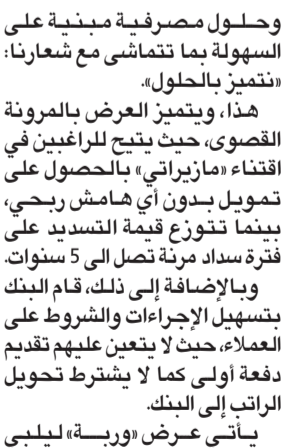 وحلول مصرفية مبنية على
السهولة بما تتماشى مع شعارنا:
«نتميز بالحلول».
هذا، ويتميز العرض بالمرونة
القصوى، حيث يتيح للراغبين في
اقتناء «مازيراتي» بالحصول على
تمويل بدون أي هامش ربحي،
بينما تتوزع قيمة التسديد على
فترة سداد مرنة تصل الى 5 سنوات.
وبالإضافة إلى ذلك، قام البنك
بتسهيل الإجراءات والشروط على
العملاء، حيث لا يتعين عليهم تقديم
دفعة أولى كما لا يشترط تحويل
الراتب إلى البنك.
يأتي عرض «وربة» ليلبي